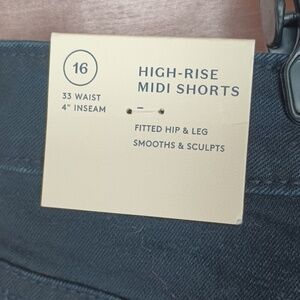 16
33 WAIST
4" INSEAM
HIGH-RISE
MIDI SHORTS
–
FITTED HIP & LEG
SMOOTHS & SCULPTS